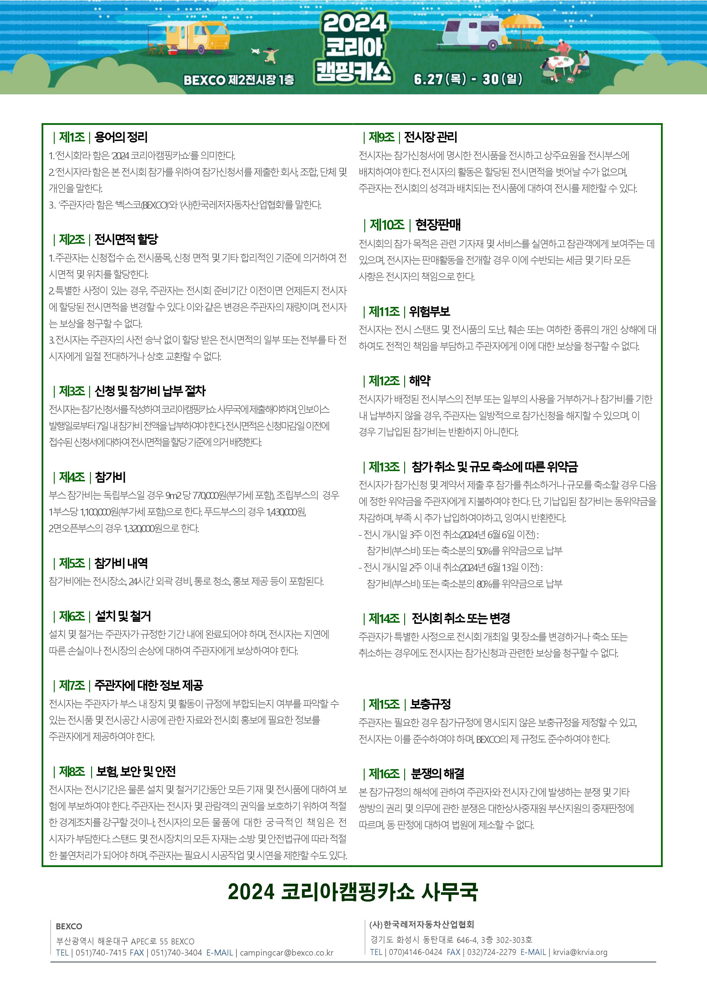 2024
코리아
캠핑카쇼
BEXCO 제2전시장 1층
6.27(목) - 30(일)
| 제1조 | 용어의 정리
1. ‘전시회’라 함은 ‘2024 코리아캠핑카쇼’를 의미한다.
2. ‘전시자’라 함은 본 전시회 참가를 위하여 참가신청서를 제출한 회사, 조합, 단체 및
개인을 말한다.
3. ‘주관자’라 함은 ‘벡스코(BEXCO)’와 ‘(사)한국레저자동차산업협회’를 말한다.
| 제2조 | 전시면적 할당
1. 주관자는 신청접수 순, 전시품목, 신청 면적 및 기타 합리적인 기준에 의거하여 전
시면적 및 위치를 할당한다.
2. 특별한 사정이 있는 경우, 주관자는 전시회 준비기간 이전이면 언제든지 전시자
에 할당된 전시면적을 변경할 수 있다. 이와 같은 변경은 주관자의 재량이며, 전시자
는 보상을 청구할 수 없다.
3. 전시자는 주관자의 사전 승낙 없이 할당 받은 전시면적의 일부 또는 전부를 타 전
시자에게 일절 전대하거나 상호 교환할 수 없다.
| 제3조 | 신청 및 참가비 납부 절차
전시자는 참가신청서를 작성하여 코리아캠핑카쇼 사무국에 제출해야하며, 인보이스
발행일로부터 7일 내 참가비 전액을 납부하여야 한다. 전시면적은 신청마감일 이전에
접수된 신청서에 대하여 전시면적을 할당 기준에 의거 배정한다.
| 제4조 | 참가비
부스 참가비는 독립부스일 경우 9m2 당 770,000원(부가세 포함), 조립부스의 경우
1부스당 1,100,000원(부가세 포함)으로 한다. 푸드부스의 경우 1,430,000원,
2면오픈부스의 경우 1,320,000원으로 한다.
| 제5조 | 참가비 내역
참가비에는 전시장소, 24시간 외곽 경비, 통로 청소, 홍보 제공 등이 포함된다.
| 제6조 | 설치 및 철거
설치 및 철거는 주관자가 규정한 기간 내에 완료되어야 하며, 전시자는 지연에
따른 손실이나 전시장의 손상에 대하여 주관자에게 보상하여야 한다.
| 제7조 | 주관자에 대한 정보 제공
전시자는 주관자가 부스 내 장치 및 활동이 규정에 부합되는지 여부를 파악할 수
있는 전시품 및 전시공간 시공에 관한 자료와 전시회 홍보에 필요한 정보를
주관자에게 제공하여야 한다.
| 제8조 | 보험, 보안 및 안전
전시자는 전시기간은 물론 설치 및 철거기간동안 모든 기재 및 전시품에 대하여 보
험에 부보하여야 한다. 주관자는 전시자 및 관람객의 권익을 보호하기 위하여 적절
한 경계조치를 강구할 것이나, 전시자의 모든 물품에 대한 궁극적인 책임은 전
시자가 부담한다. 스탠드 및 전시장치의 모든 자재는 소방 및 안전법규에 따라 적절
한 불연처리가 되어야 하며, 주관자는 필요시 시공작업 및 시연을 제한할 수도 있다.
| 제9조 | 전시장 관리
전시자는 참가신청서에 명시한 전시품을 전시하고 상주요원을 전시부스에
배치하여야 한다. 전시자의 활동은 할당된 전시면적을 벗어날 수가 없으며,
주관자는 전시회의 성격과 배치되는 전시품에 대하여 전시를 제한할 수 있다.
| 제10조 | 현장판매
전시회의 참가 목적은 관련 기자재 및 서비스를 실연하고 참관객에게 보여주는 데
있으며, 전시자는 판매활동을 전개할 경우 이에 수반되는 세금 및 기타 모든
사항은 전시자의 책임으로 한다.
| 제11조 | 위험부보
전시자는 전시 스탠드 및 전시품의 도난, 훼손 또는 여하한 종류의 개인 상해에 대
하여도 전적인 책임을 부담하고 주관자에게 이에 대한 보상을 청구할 수 없다.
| 제12조 | 해약
전시자가 배정된 전시부스의 전부 또는 일부의 사용을 거부하거나 참가비를 기한
내 납부하지 않을 경우, 주관자는 일방적으로 참가신청을 해지할 수 있으며, 이
경우 기납입된 참가비는 반환하지 아니한다.
| 제13조 | 참가 취소 및 규모 축소에 따른 위약금
전시자가 참가신청 및 계약서 제출 후 참가를 취소하거나 규모를 축소할 경우 다음
에 정한 위약금을 주관자에게 지불하여야 한다. 단, 기납입된 참가비는 동위약금을
차감하며, 부족 시 추가 납입하여야하고, 잉여시 반환한다.
- 전시 개시일 3주 이전 취소(2024년 6월 6일 이전) :
참가비(부스비) 또는 축소분의 50%를 위약금으로 납부
- 전시 개시일 2주 이내 취소(2024년 6월 13일 이전) :
참가비(부스비) 또는 축소분의 80%를 위약금으로 납부
| 제14조 | 전시회 취소 또는 변경
주관자가 특별한 사정으로 전시회 개최일 및 장소를 변경하거나 축소 또는
취소하는 경우에도 전시자는 참가신청과 관련한 보상을 청구할 수 없다.
| 제15조 | 보충규정
주관자는 필요한 경우 참가규정에 명시되지 않은 보충규정을 제정할 수 있고,
전시자는 이를 준수하여야 하며, BEXCO의 제 규정도 준수하여야 한다.
| 제16조 | 분쟁의 해결
본 참가규정의 해석에 관하여 주관자와 전시자 간에 발생하는 분쟁 및 기타
쌍방의 권리 및 의무에 관한 분쟁은 대한상사중재원 부산지원의 중재판정에
따르며, 동 판정에 대하여 법원에 제소할 수 없다.
2024 코리아캠핑카쇼 사무국
BEXCO
부산광역시 해운대구 APEC로 55 BEXCO
TEL | 051)740-7415 FAX | 051)740-3404 E-MAIL | campingcar@bexco.co.kr
(사)한국레저자동차산업협회
경기도 화성시 동탄대로 646-4, 3층 302-303호
TEL | 070)4146-0424 FAX | 032)724-2279 E-MAIL | krvia@krvia.org